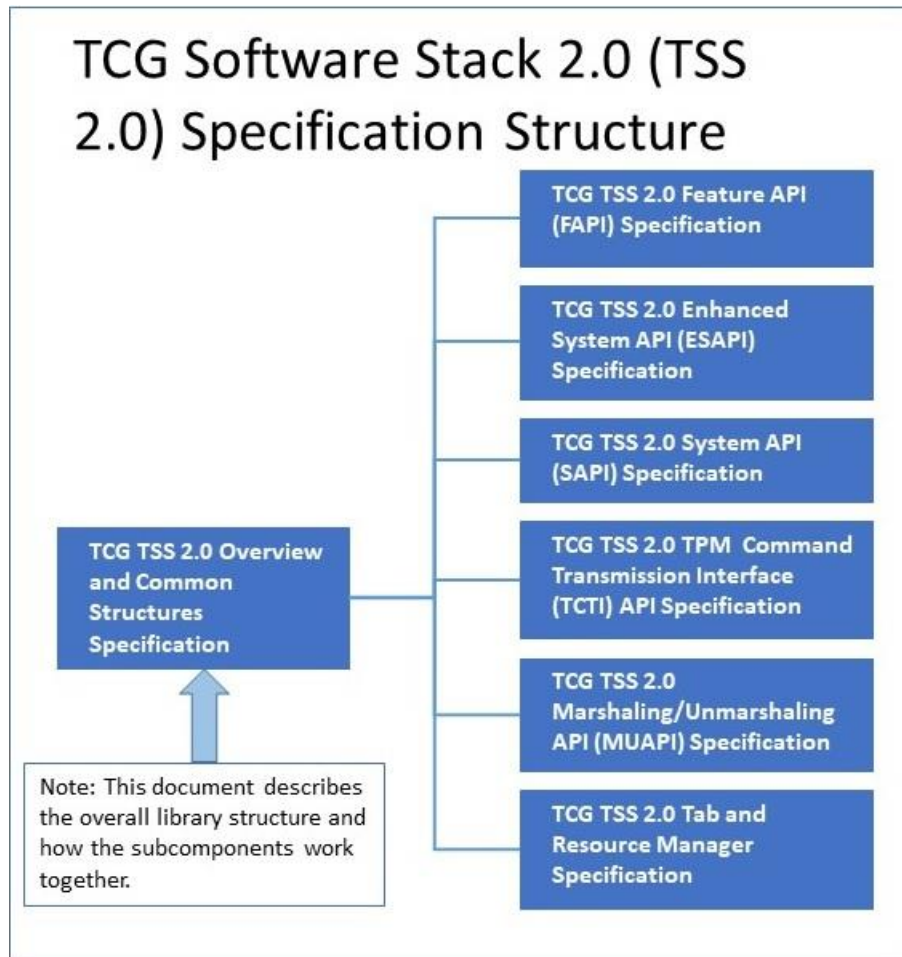 TCG Software Stack 2.0 (TSS
2.0) Specification Structure
TCG TSS 2.0 Feature API
(FAPI) Specification
TCG TSS 2.0 Enhanced
System API (ESAPI)
Specification
TCG TSS 2.0 System API
(SAPI) Specification
TCG TSS 2.0 Overview
and Common
Structures
Specification
TCG TSS 2.0 TPM Command
Transmission Interface
(TCTI) API Specification
TCG TSS 2.0
Marshaling/Unmarshaling
API (MUAPI) Specification
Note: This document describes
the overall library structure and
how the subcomponents work
together.
TCG TSS 2.0 Tab and
Resource Manager
Specification